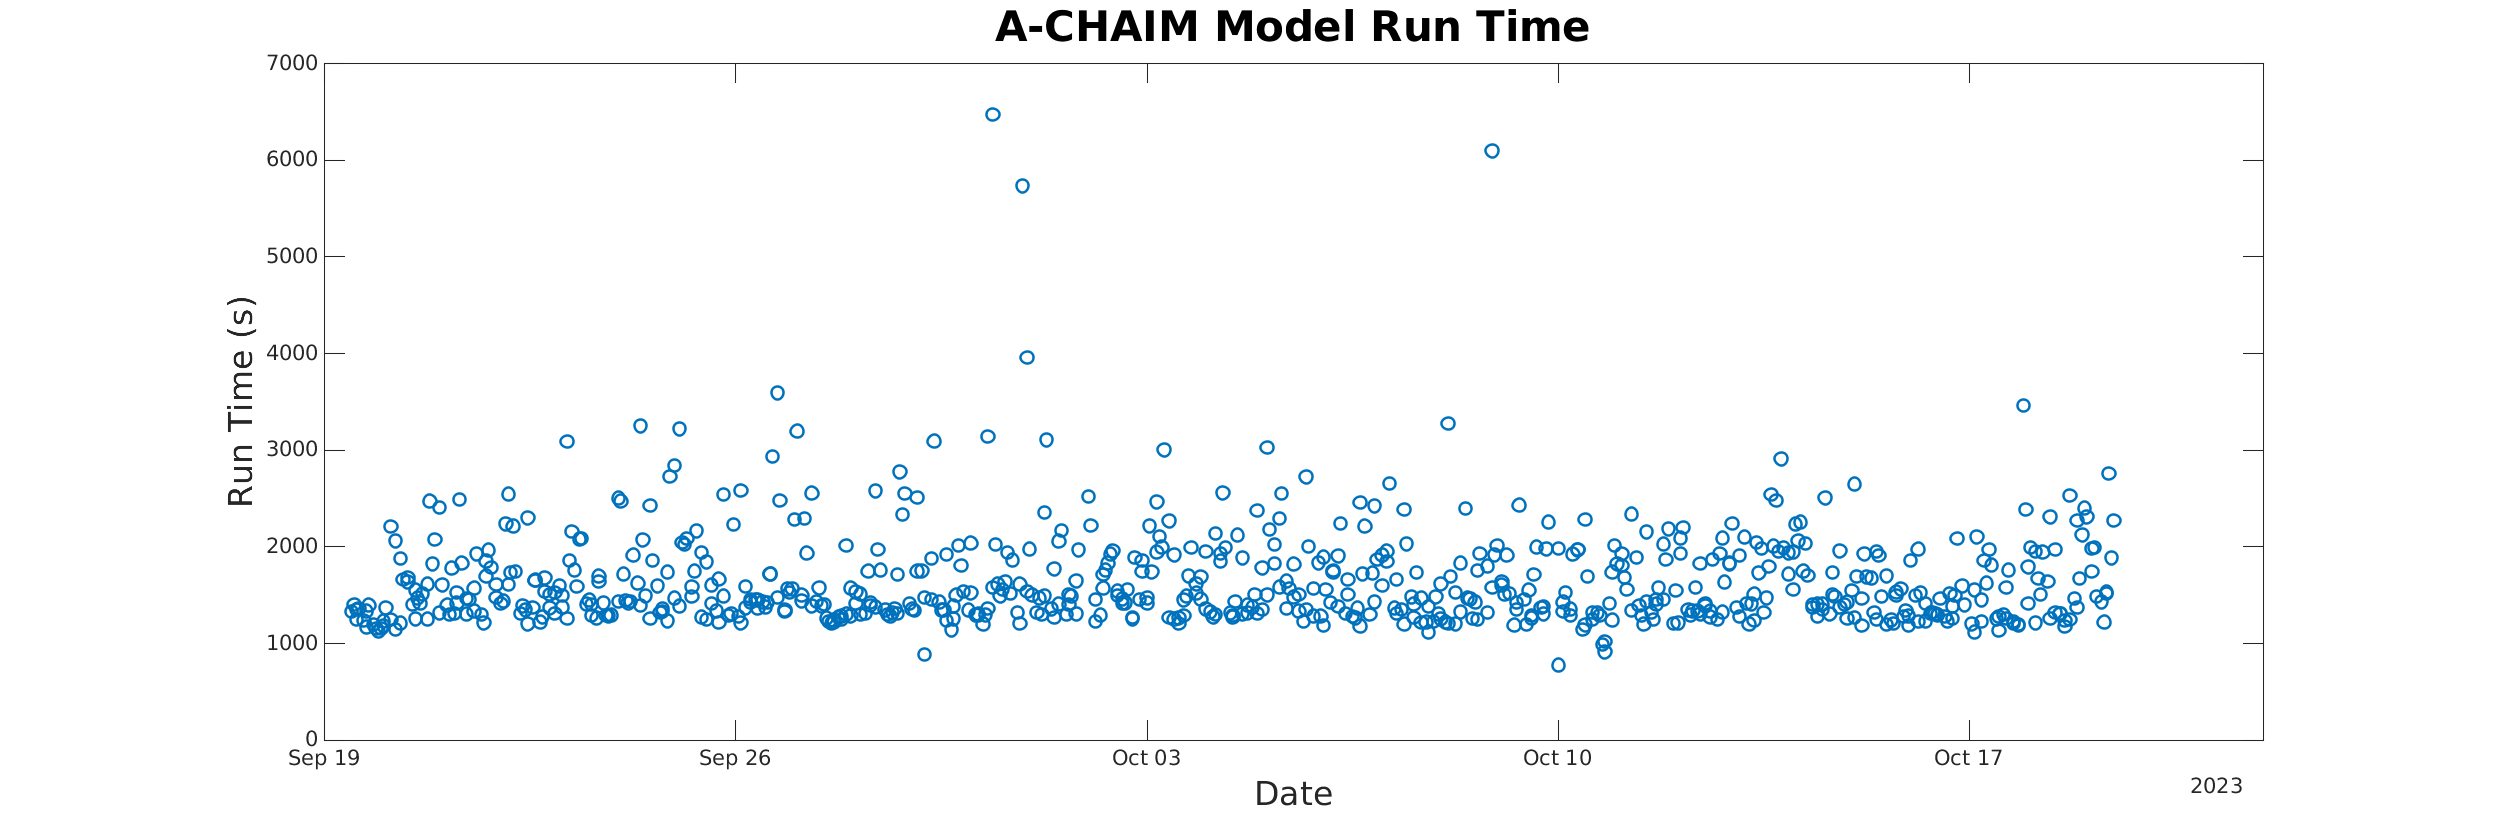 A-CHAIM Model Run Time
7000
6000
5000
4000
3000
2000
1000
0
Run Time (s)
Sep 19 Sep 26 Oct 03 Oct 10 Oct 17
2023
Date